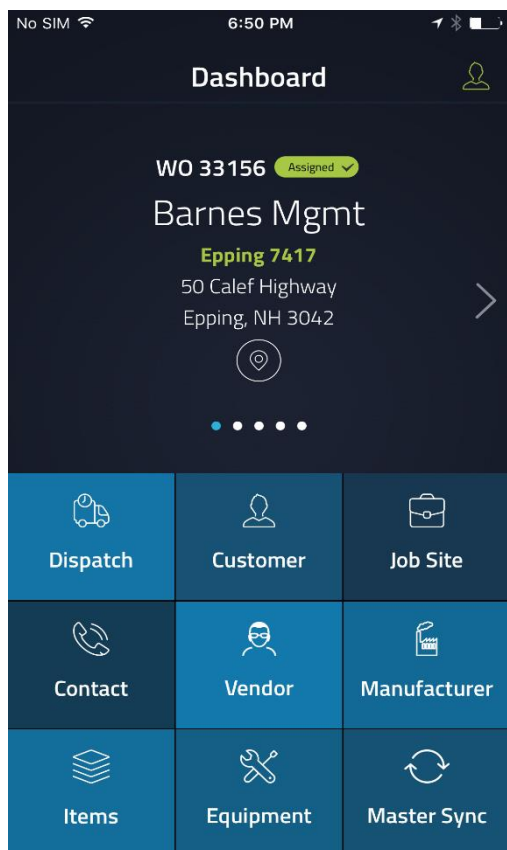 No SIM 6:50 PM
Dashboard
WO 33156 Assigned
Barnes Mgmt
Epping 7417
50 Calef Highway
Epping, NH 3042
Dispatch Customer Job Site
Contact Vendor Manufacturer
Items Equipment Master Sync